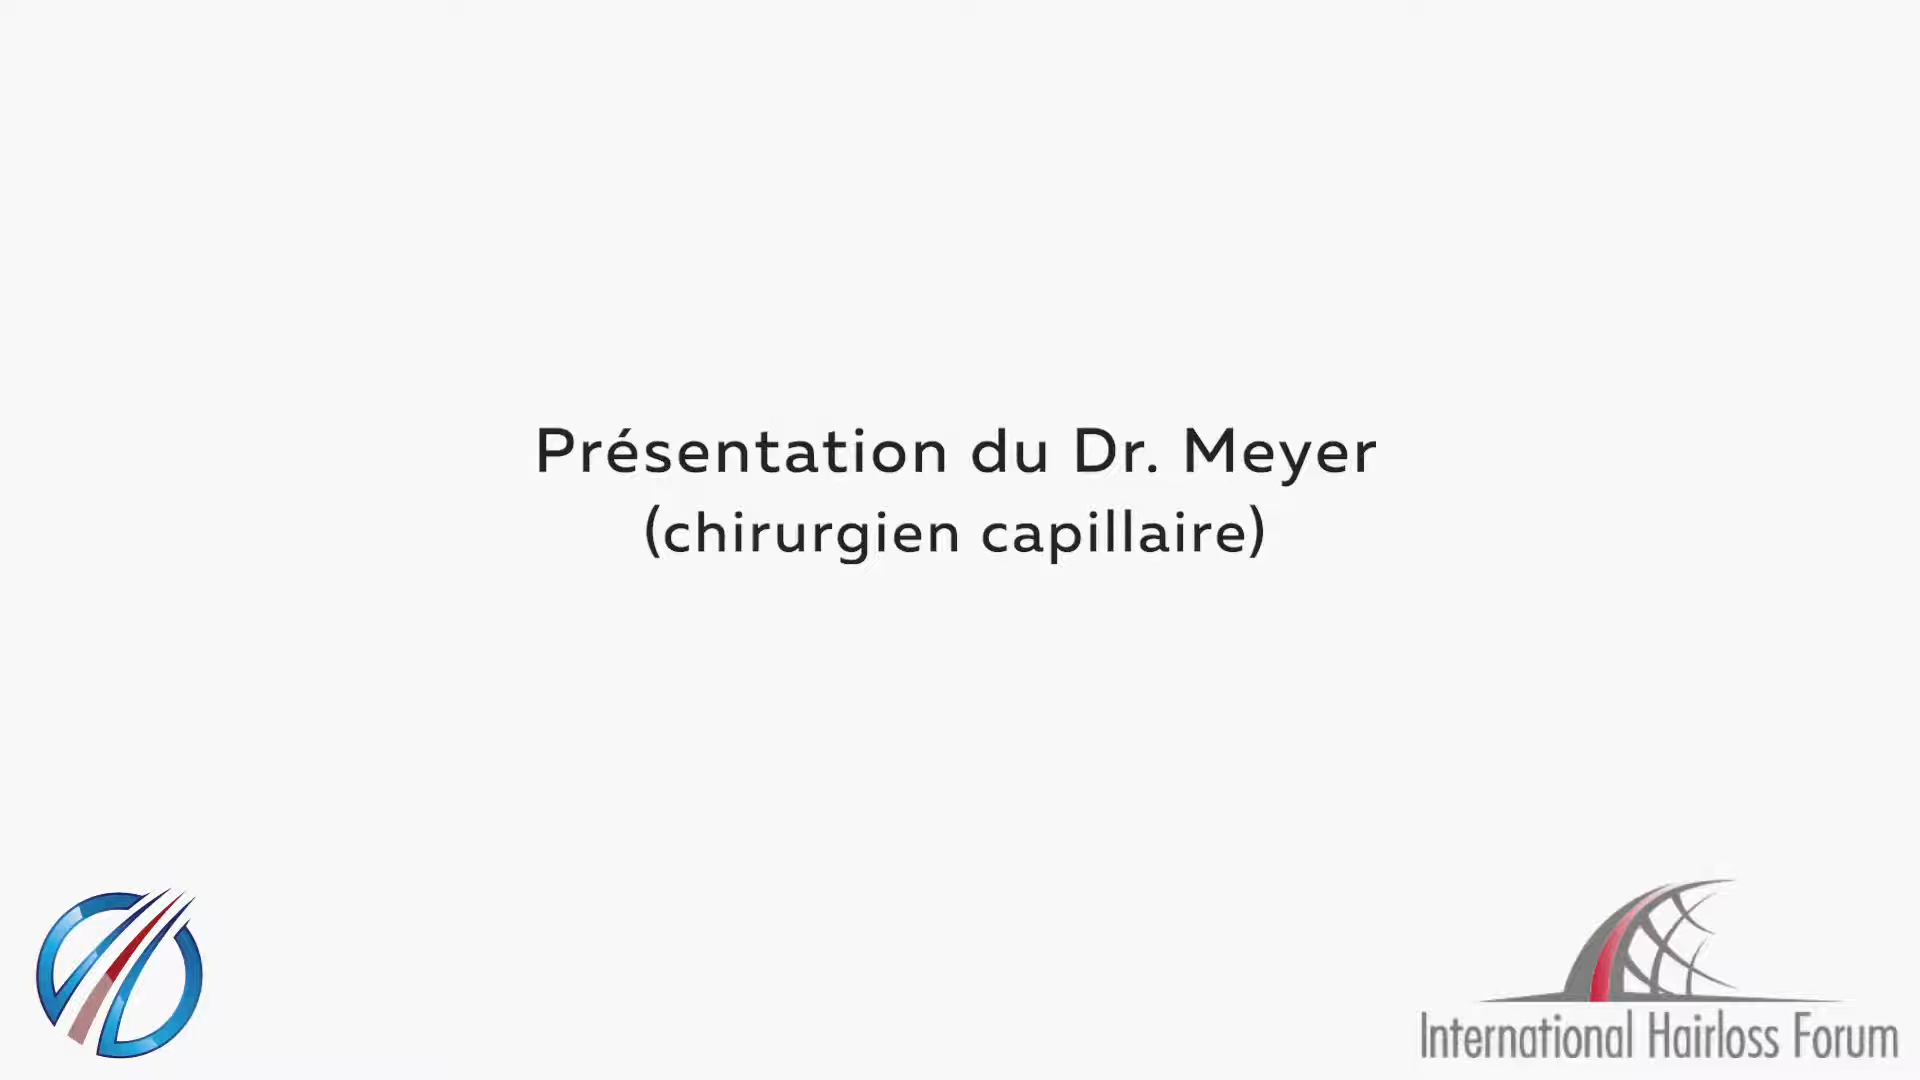 Présentation du Dr. Meyer
(chirurgien capillaire)
International Hairloss Forum